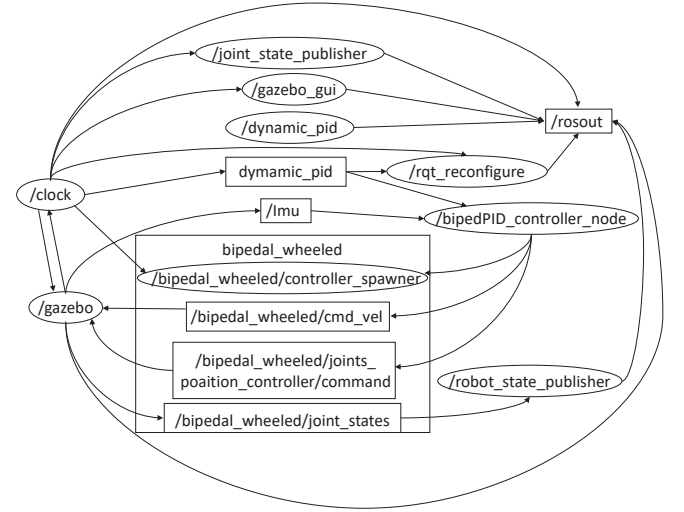 /joint_state_publisher
/gazebo_gui
/dynamic_pid
/rosout
dymamic_pid
/rqt_reconfigure
/clock
/Imu
/bipedPID_controller_node
bipedal_wheeled
/bipedal_wheeled/controller_spawner
/gazebo
/bipedal_wheeled/cmd_vel
/bipedal_wheeled/joints_
poaition_controller/command
/robot_state_publisher
/bipedal_wheeled/joint_states